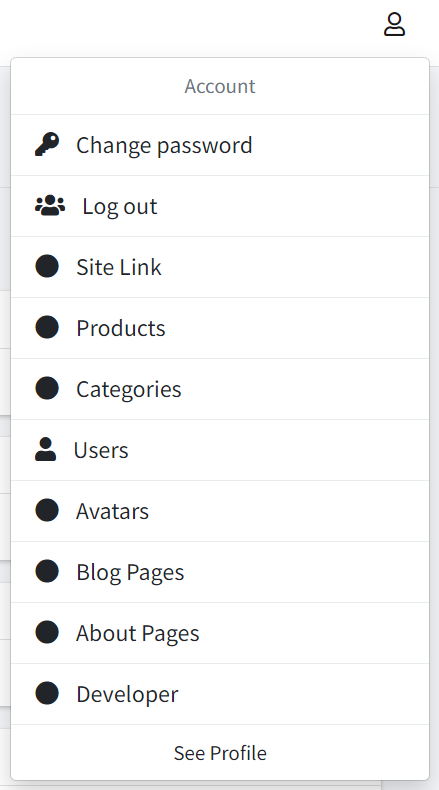 Account
Change password
Log out
Site Link
Products
Categories
Users
Avatars
Blog Pages
About Pages
Developer
See Profile